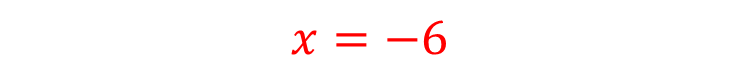 x = −6